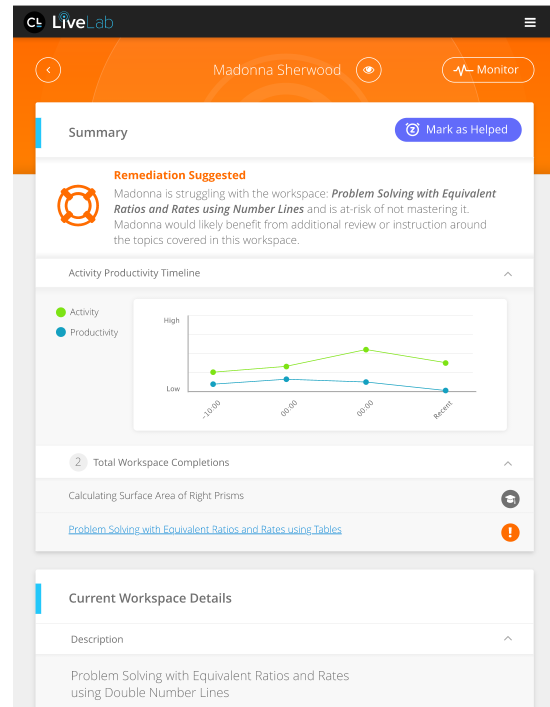 CL LiveLab
Madonna Sherwood
Monitor
Summary
Mark as Helped
Remediation Suggested
Madonna is struggling with the workspace: Problem Solving with Equivalent
Ratios and Rates using Number Lines and is at-risk of not mastering it.
Madonna would likely benefit from additional review or instruction around
the topics covered in this workspace.
Activity Productivity Timeline
Activity
Productivity
High
Low
-10:00
00:00
00:00
Recent
2 Total Workspace Completions
Calculating Surface Area of Right Prisms
Problem Solving with Equivalent Ratios and Rates using Tables
Current Workspace Details
Description
Problem Solving with Equivalent Ratios and Rates
using Double Number Lines